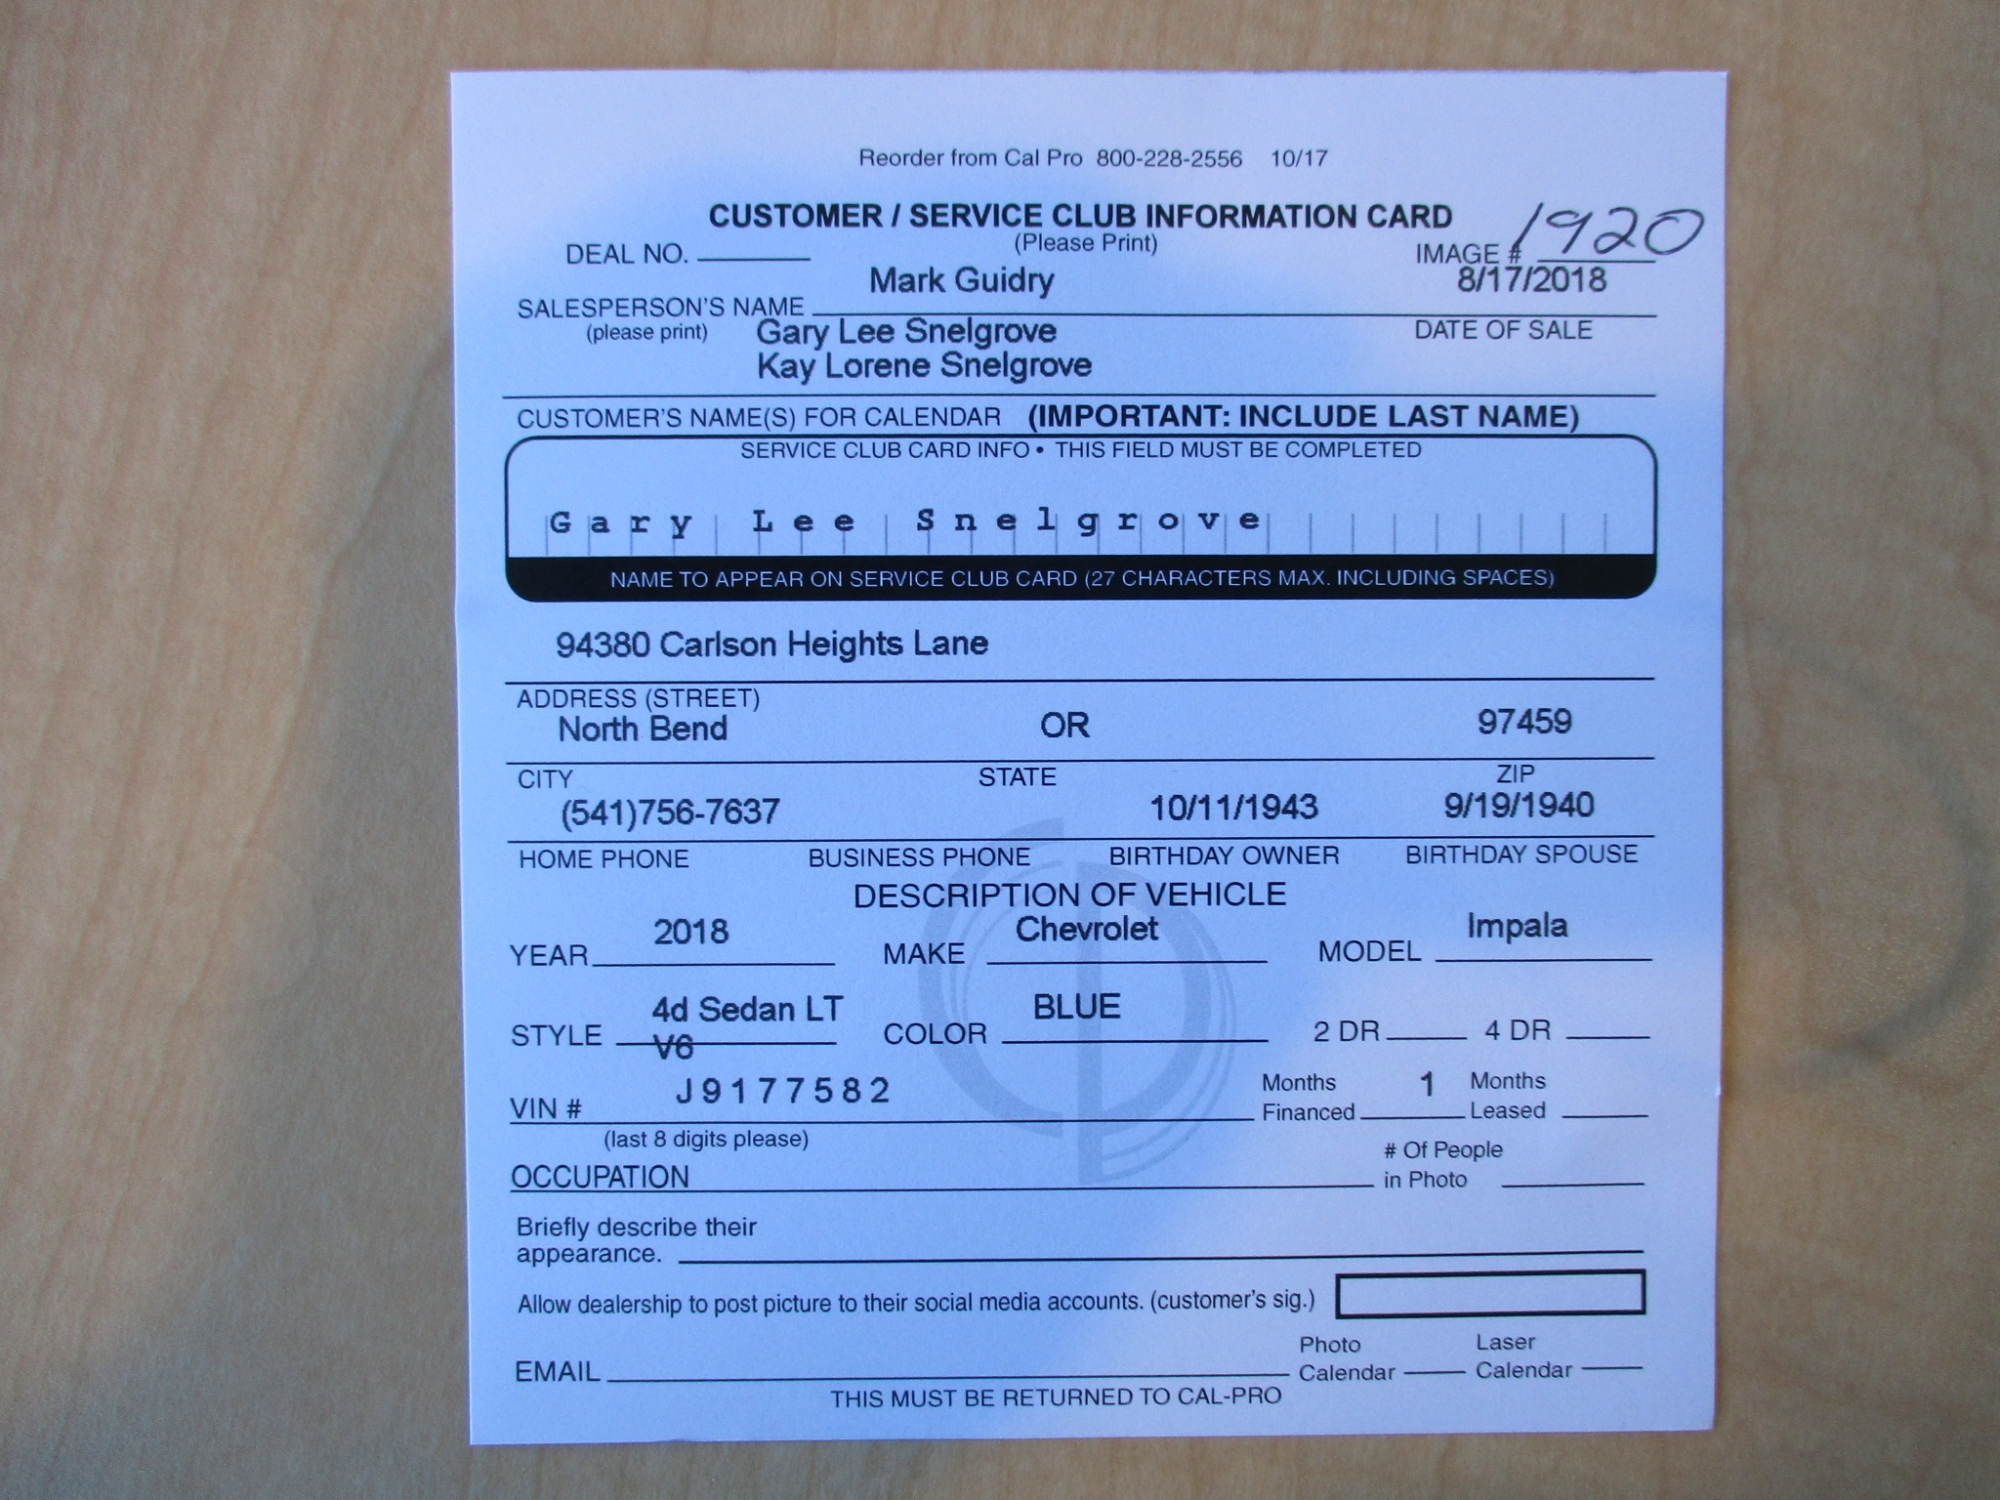 Reorder from Cal Pro 800-228-2556 10/17
CUSTOMER / SERVICE CLUB INFORMATION CARD
(Please Print)
DEAL NO. IMAGE # 1920
Mark Guidry 8/17/2018
SALESPERSON'S NAME
(please print) Gary Lee Snelgrove DATE OF SALE
Kay Lorene Snelgrove
CUSTOMER'S NAME(S) FOR CALENDAR (IMPORTANT: INCLUDE LAST NAME)
SERVICE CLUB CARD INFO • THIS FIELD MUST BE COMPLETED
Gary Lee Snelgrove
NAME TO APPEAR ON SERVICE CLUB CARD (27 CHARACTERS MAX. INCLUDING SPACES)
94380 Carlson Heights Lane
ADDRESS (STREET)
North Bend OR 97459
CITY STATE ZIP
(541)756-7637 10/11/1943 9/19/1940
HOME PHONE BUSINESS PHONE BIRTHDAY OWNER BIRTHDAY SPOUSE
DESCRIPTION OF VEHICLE
2018 Chevrolet Impala
YEAR MAKE MODEL
4d Sedan LT BLUE
STYLE COLOR 2 DR 4 DR
V6
J9177582 Months 1 Months
VIN # Financed Leased
(last 8 digits please)
# Of People
OCCUPATION in Photo
Briefly describe their
appearance.
Allow dealership to post picture to their social media accounts. (customer's sig.)
Photo Laser
EMAIL Calendar Calendar
THIS MUST BE RETURNED TO CAL-PRO